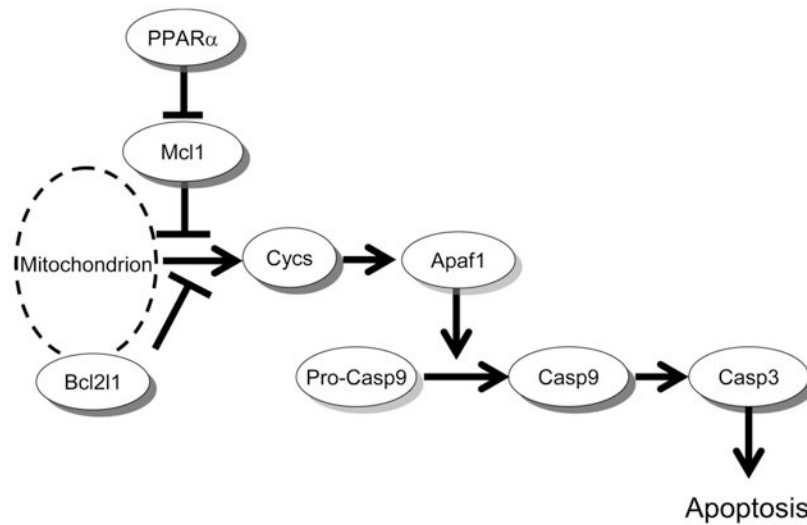 PPARα
Mcl1
Mitochondrion
Cycs
Apaf1
Bcl2l1
Pro-Casp9
Casp9
Casp3
Apoptosis